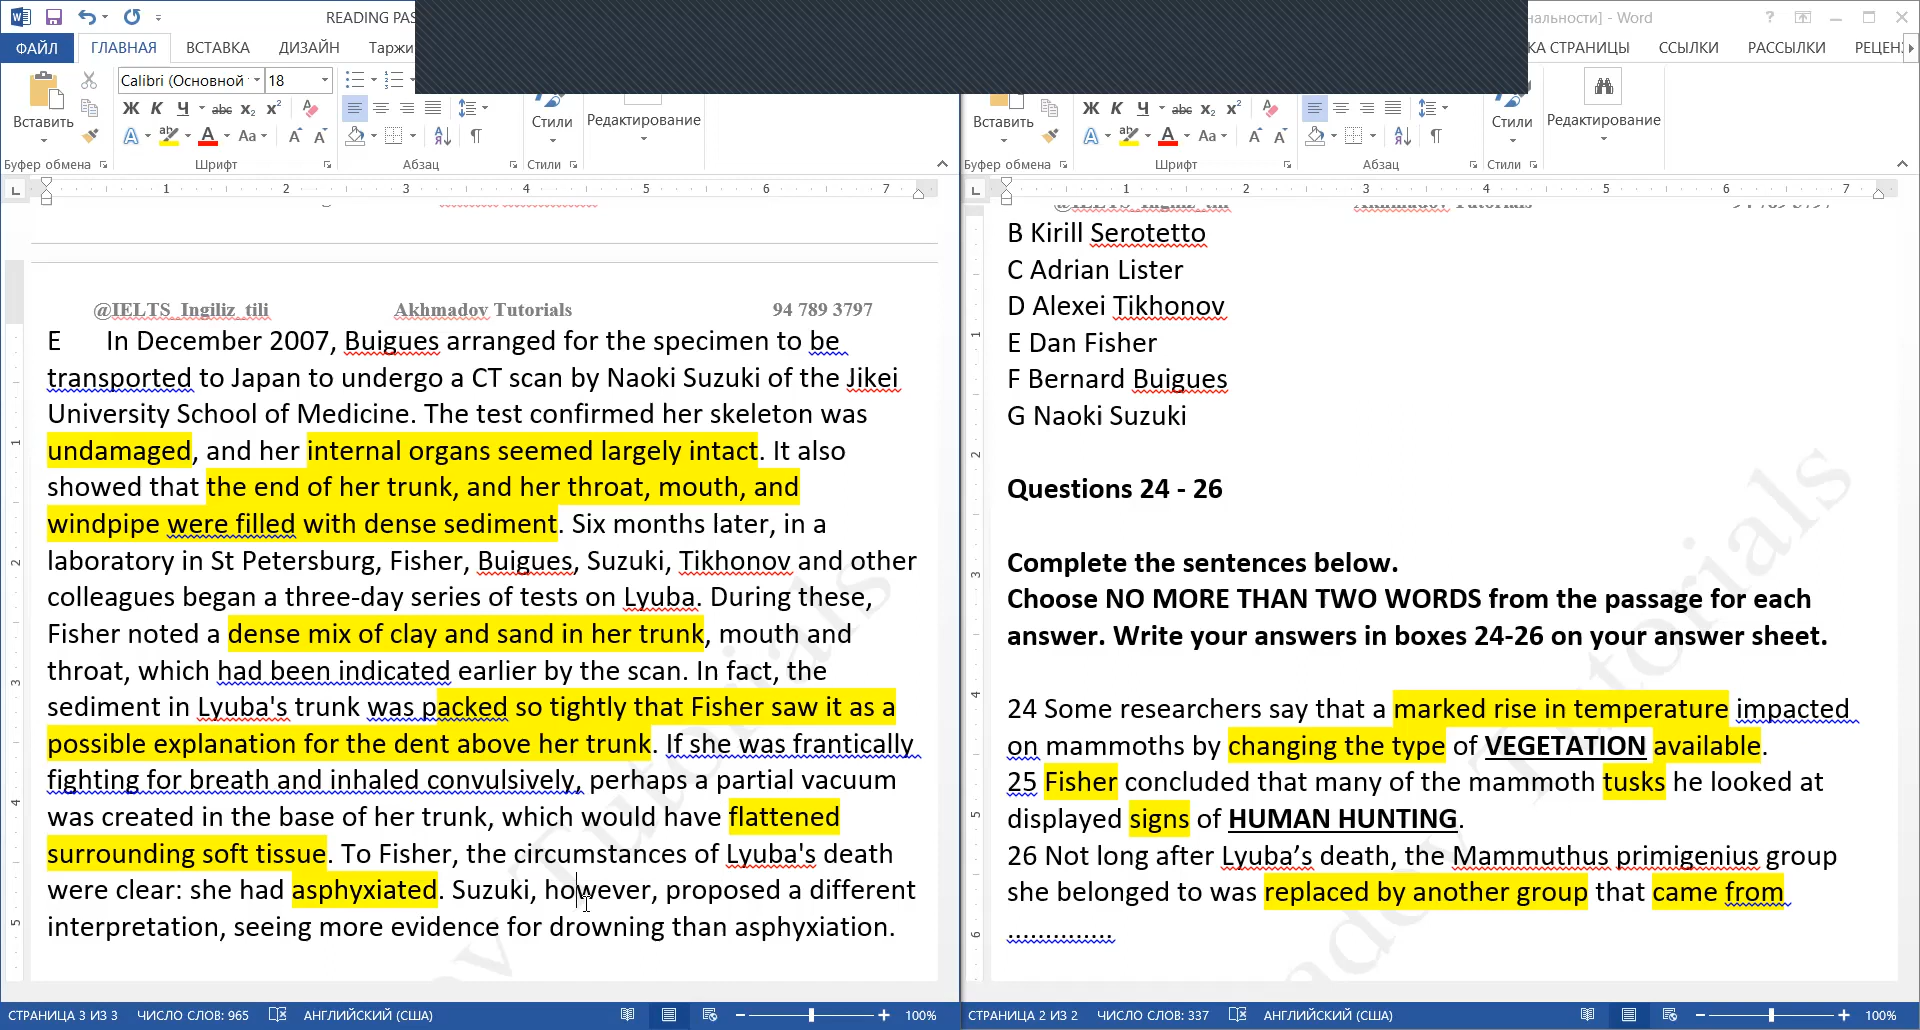 READING PAS
нальности] - Word
ФАЙЛ ГЛАВНАЯ ВСТАВКА ДИЗАЙН Таржи
КА СТРАНИЦЫ ССЫЛКИ РАССЫЛКИ РЕЦЕН
Calibri (Основной 18
Вставить Стили Редактирование
Буфер обмена Шрифт Абзац Стили
Вставить Стили Редактирование
Буфер обмена Шрифт Абзац Стили
@IELTS_Ingiliz_tili Akhmadov Tutorials 94 789 3797
E In December 2007, Buigues arranged for the specimen to be
transported to Japan to undergo a CT scan by Naoki Suzuki of the Jikei
University School of Medicine. The test confirmed her skeleton was
undamaged, and her internal organs seemed largely intact. It also
showed that the end of her trunk, and her throat, mouth, and
windpipe were filled with dense sediment. Six months later, in a
laboratory in St Petersburg, Fisher, Buigues, Suzuki, Tikhonov and other
colleagues began a three-day series of tests on Lyuba. During these,
Fisher noted a dense mix of clay and sand in her trunk, mouth and
throat, which had been indicated earlier by the scan. In fact, the
sediment in Lyuba's trunk was packed so tightly that Fisher saw it as a
possible explanation for the dent above her trunk. If she was frantically
fighting for breath and inhaled convulsively, perhaps a partial vacuum
was created in the base of her trunk, which would have flattened
surrounding soft tissue. To Fisher, the circumstances of Lyuba's death
were clear: she had asphyxiated. Suzuki, however, proposed a different
interpretation, seeing more evidence for drowning than asphyxiation.
@IELTS_Ingiliz_tili Akhmadov Tutorials 94 789 3797
B Kirill Serotetto
C Adrian Lister
D Alexei Tikhonov
E Dan Fisher
F Bernard Buigues
G Naoki Suzuki
Questions 24 - 26
Complete the sentences below.
Choose NO MORE THAN TWO WORDS from the passage for each
answer. Write your answers in boxes 24-26 on your answer sheet.
24 Some researchers say that a marked rise in temperature impacted
on mammoths by changing the type of VEGETATION available.
25 Fisher concluded that many of the mammoth tusks he looked at
displayed signs of HUMAN HUNTING.
26 Not long after Lyuba’s death, the Mammuthus primigenius group
she belonged to was replaced by another group that came from
..............
СТРАНИЦА 3 ИЗ 3 ЧИСЛО СЛОВ: 965 АНГЛИЙСКИЙ (США) 100%
СТРАНИЦА 2 ИЗ 2 ЧИСЛО СЛОВ: 337 АНГЛИЙСКИЙ (США) 100%